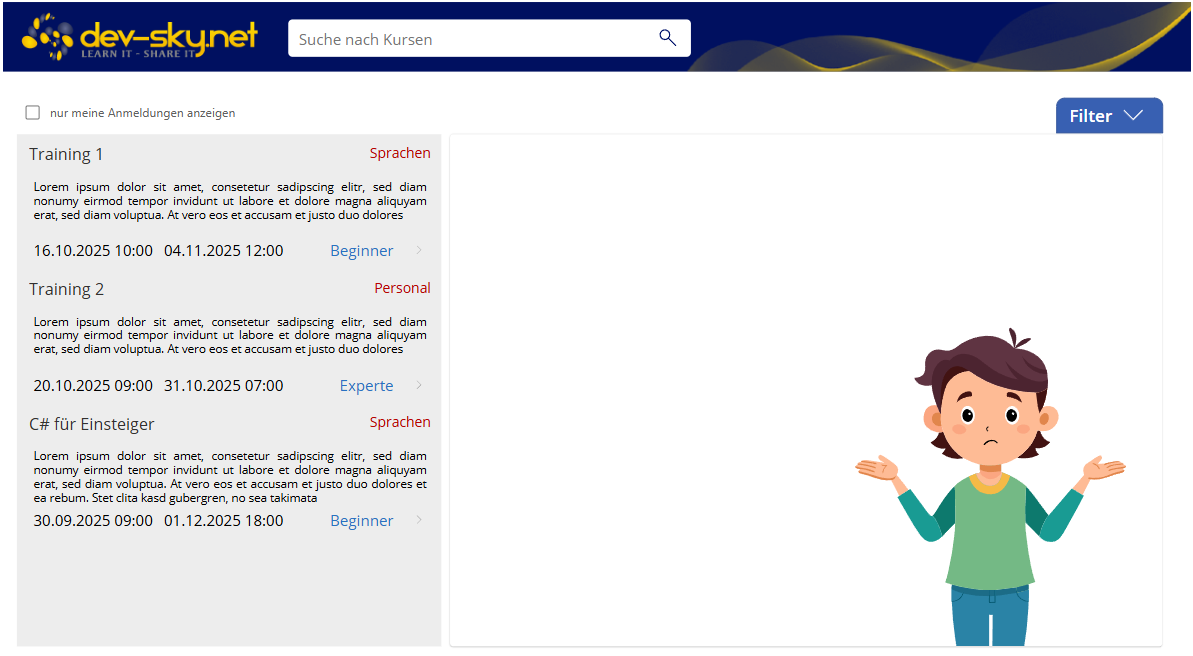 dev-sky.net
LEARN IT - SHARE IT
Suche nach Kursen
nur meine Anmeldungen anzeigen
Filter
Training 1
Sprachen
Lorem ipsum dolor sit amet, consetetur sadipscing elitr, sed diam
nonumy eirmod tempor invidunt ut labore et dolore magna aliquyam
erat, sed diam voluptua. At vero eos et accusam et justo duo dolores
16.10.2025 10:00 04.11.2025 12:00 Beginner
Training 2
Personal
Lorem ipsum dolor sit amet, consetetur sadipscing elitr, sed diam
nonumy eirmod tempor invidunt ut labore et dolore magna aliquyam
erat, sed diam voluptua. At vero eos et accusam et justo duo dolores
20.10.2025 09:00 31.10.2025 07:00 Experte
C# für Einsteiger
Sprachen
Lorem ipsum dolor sit amet, consetetur sadipscing elitr, sed diam
nonumy eirmod tempor invidunt ut labore et dolore magna aliquyam
erat, sed diam voluptua. At vero eos et accusam et justo duo dolores et
ea rebum. Stet clita kasd gubergren, no sea takimata
30.09.2025 09:00 01.12.2025 18:00 Beginner